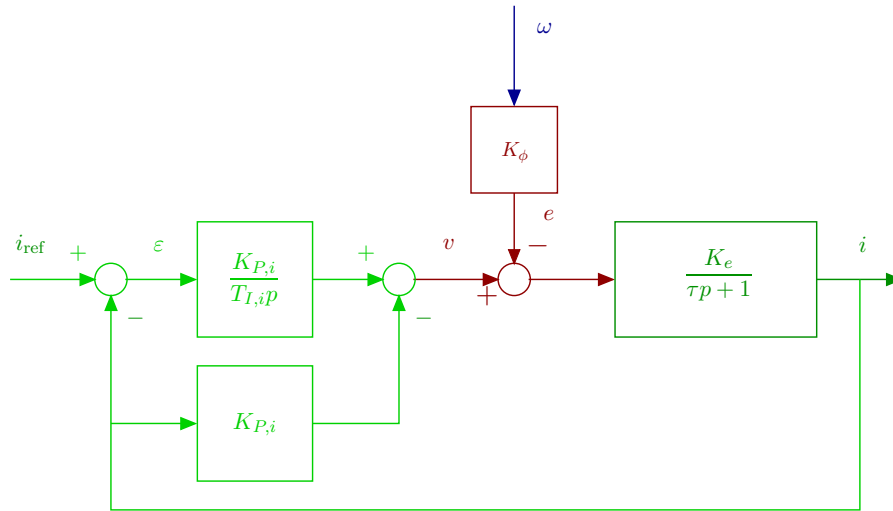 ω
K_ϕ
e
−
i_ref
+
ε
K_{P,i}
T_{I,i}p
+
v
+
K_e
τp + 1
i
−
−
K_{P,i}